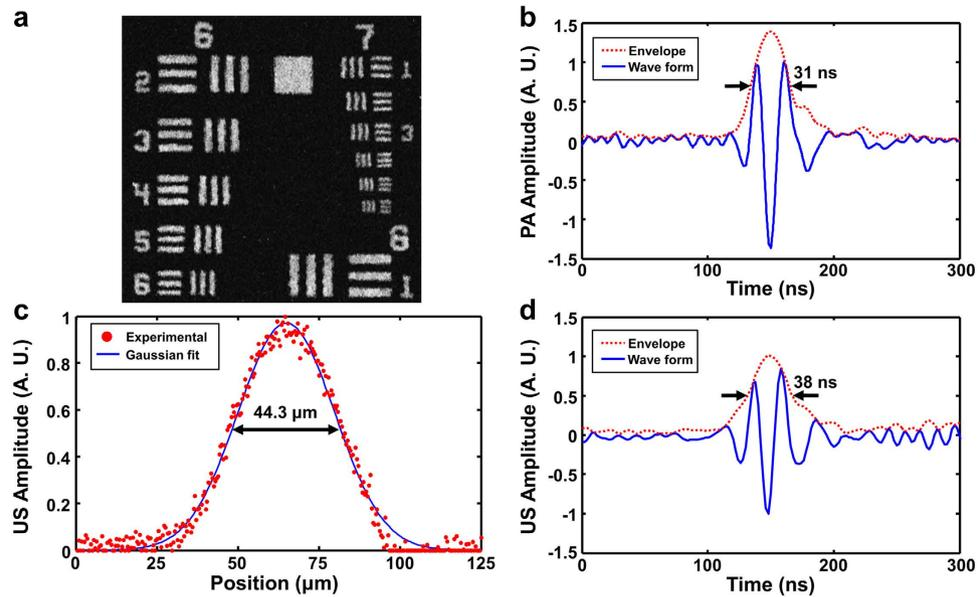 a
6 7
2 1
3 3
4
5 6
6 1
b
1.5
1
0.5
0
-0.5
-1
-1.5
PA Amplitude (A. U.)
Envelope
Wave form
31 ns
0 100 200 300
Time (ns)
c
1
0.8
0.6
0.4
0.2
0
US Amplitude (A. U.)
Experimental
Gaussian fit
44.3 µm
0 25 50 75 100 125
Position (µm)
d
1.5
1
0.5
0
-0.5
-1
-1.5
US Amplitude (A. U.)
Envelope
Wave form
38 ns
0 100 200 300
Time (ns)